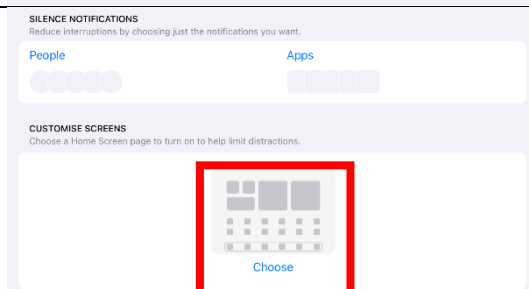 SILENCE NOTIFICATIONS
Reduce interruptions by choosing just the notifications you want.
People Apps
CUSTOMISE SCREENS
Choose a Home Screen page to turn on to help limit distractions.
Choose